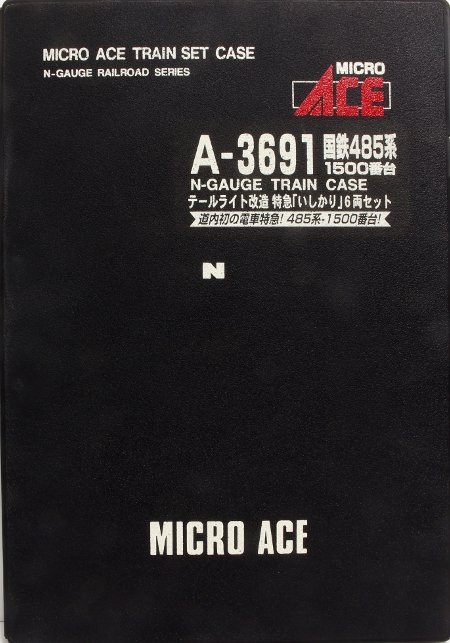 MICRO ACE TRAIN SET CASE
N-GAUGE RAILROAD SERIES
MICRO
ACE
A-3691 国鉄485系
1500番台
N-GAUGE TRAIN CASE
テールライト改造 特急「いしかり」6両セット
道内初の電車特急! 485系-1500番台!
N
MICRO ACE